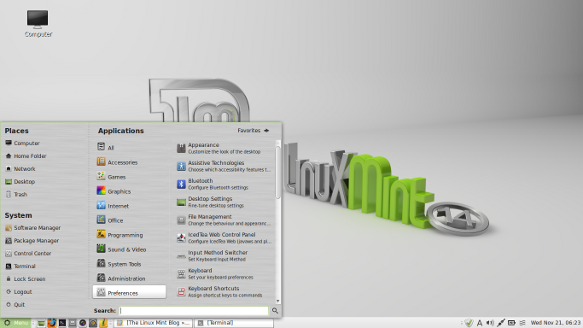 Computer
Linux Mint 14
Places
Computer
Home Folder
Network
Desktop
Trash
System
Software Manager
Package Manager
Control Center
Terminal
Lock Screen
Logout
Quit
Applications
Favorites
All
Accessories
Games
Graphics
Internet
Office
Programming
Sound & Video
System Tools
Administration
Preferences
Appearance
Customize the look of the desktop
Assistive Technologies
Choose which accessibility features t...
Bluetooth
Configure Bluetooth settings
Desktop Settings
Fine-tune desktop settings
File Management
Change the behaviour and appearanc...
IcedTea Web Control Panel
Configure IcedTea Web (javaws and pl...
Input Method Switcher
Set Keyboard Input Method
Keyboard
Set your keyboard preferences
Keyboard Shortcuts
Assign shortcut keys to commands
Search:
Menu
[The Linux Mint Blog «...
[Terminal]
A
Wed Nov 21, 06:23